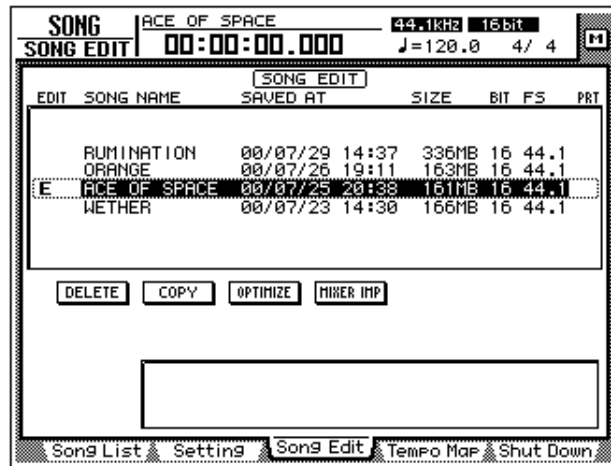 SONG ACE OF SPACE 44.1kHz 16bit
SONG EDIT 00:00:00.000 ♩=120.0 4/ 4 M
SONG EDIT
EDIT SONG NAME SAVED AT SIZE BIT FS PRT
RUMINATION 00/07/29 14:37 336MB 16 44.1
ORANGE 00/07/26 19:11 163MB 16 44.1
E ACE OF SPACE 00/07/25 20:38 161MB 16 44.1
WETHER 00/07/23 14:30 166MB 16 44.1
DELETE COPY OPTIMIZE MIXER IMP
Song List Setting Song Edit Tempo Map Shut Down